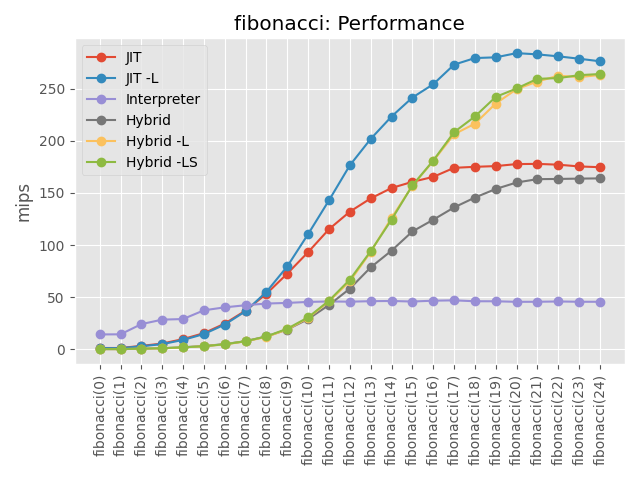 fibonacci: Performance
JIT
JIT -L
Interpreter
Hybrid
Hybrid -L
Hybrid -LS
mips
250
200
150
100
50
0
fibonacci(0)
fibonacci(1)
fibonacci(2)
fibonacci(3)
fibonacci(4)
fibonacci(5)
fibonacci(6)
fibonacci(7)
fibonacci(8)
fibonacci(9)
fibonacci(10)
fibonacci(11)
fibonacci(12)
fibonacci(13)
fibonacci(14)
fibonacci(15)
fibonacci(16)
fibonacci(17)
fibonacci(18)
fibonacci(19)
fibonacci(20)
fibonacci(21)
fibonacci(22)
fibonacci(23)
fibonacci(24)